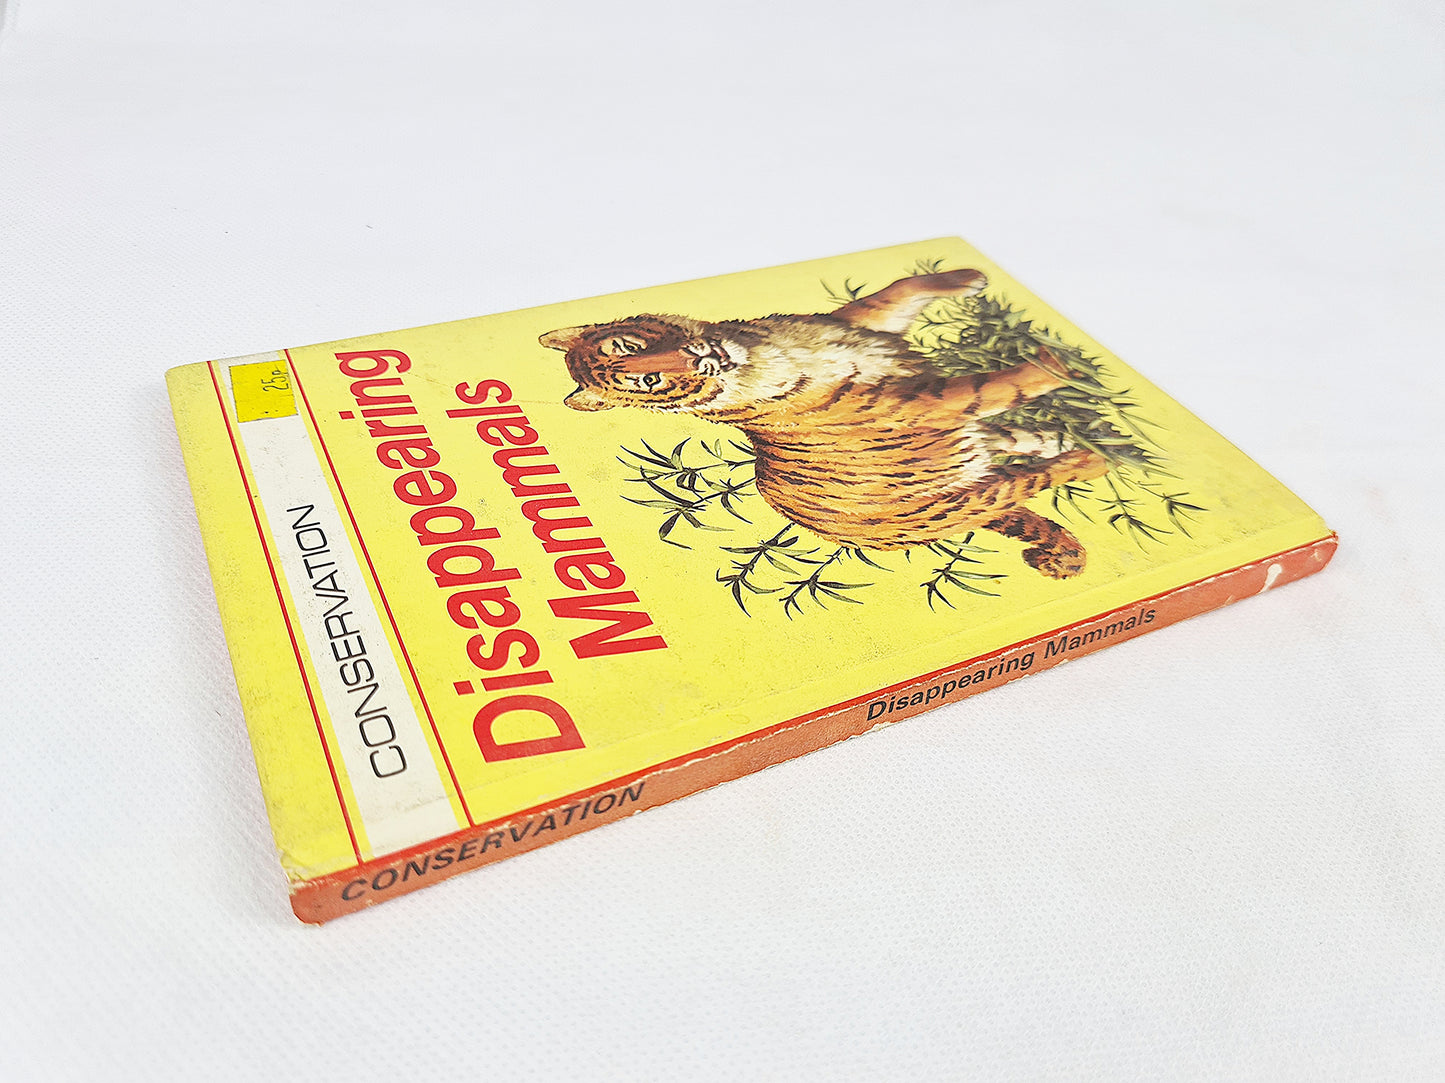 25p
CONSERVATION
Disappearing
Mammals
CONSERVATION Disappearing Mammals